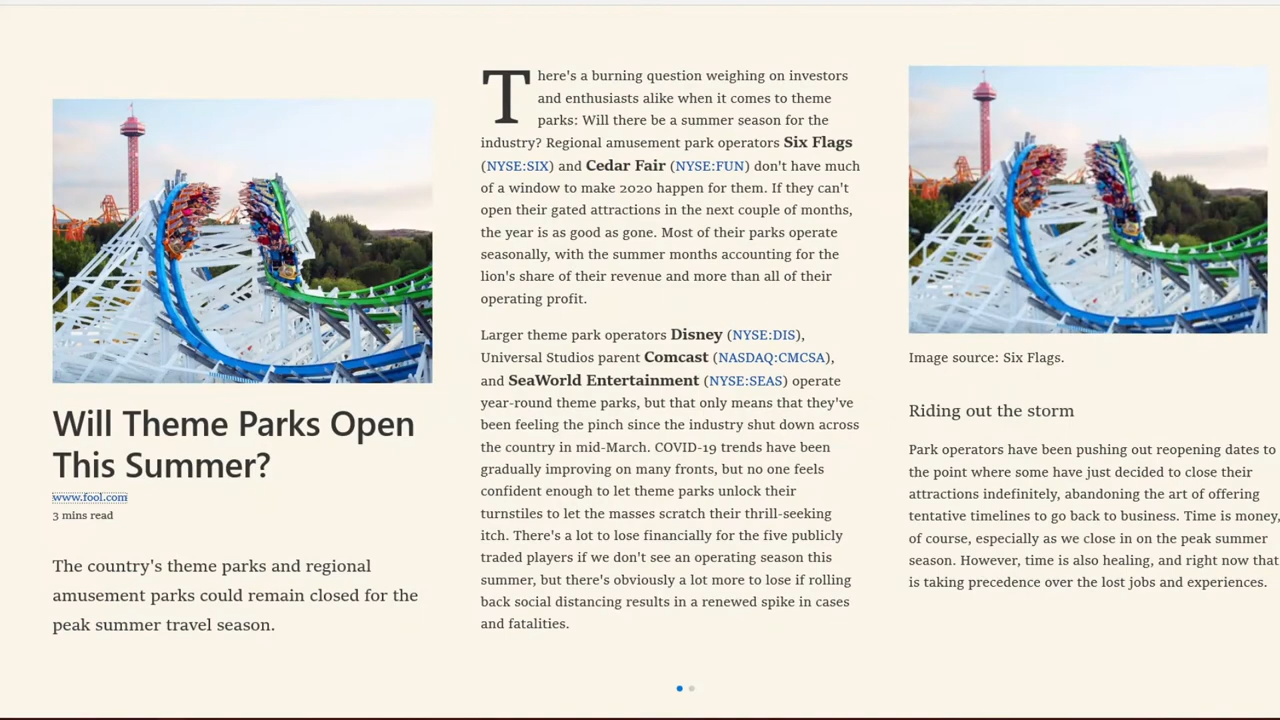 Will Theme Parks Open
This Summer?
www.fool.com
3 mins read
The country's theme parks and regional
amusement parks could remain closed for the
peak summer travel season.
There's a burning question weighing on investors
and enthusiasts alike when it comes to theme
parks: Will there be a summer season for the
industry? Regional amusement park operators Six Flags
(NYSE:SIX) and Cedar Fair (NYSE:FUN) don't have much
of a window to make 2020 happen for them. If they can't
open their gated attractions in the next couple of months,
the year is as good as gone. Most of their parks operate
seasonally, with the summer months accounting for the
lion's share of their revenue and more than all of their
operating profit.
Larger theme park operators Disney (NYSE:DIS),
Universal Studios parent Comcast (NASDAQ:CMCSA),
and SeaWorld Entertainment (NYSE:SEAS) operate
year-round theme parks, but that only means that they've
been feeling the pinch since the industry shut down across
the country in mid-March. COVID-19 trends have been
gradually improving on many fronts, but no one feels
confident enough to let theme parks unlock their
turnstiles to let the masses scratch their thrill-seeking
itch. There's a lot to lose financially for the five publicly
traded players if we don't see an operating season this
summer, but there's obviously a lot more to lose if rolling
back social distancing results in a renewed spike in cases
and fatalities.
Image source: Six Flags.
Riding out the storm
Park operators have been pushing out reopening dates to
the point where some have just decided to close their
attractions indefinitely, abandoning the art of offering
tentative timelines to go back to business. Time is money,
of course, especially as we close in on the peak summer
season. However, time is also healing, and right now that
is taking precedence over the lost jobs and experiences.